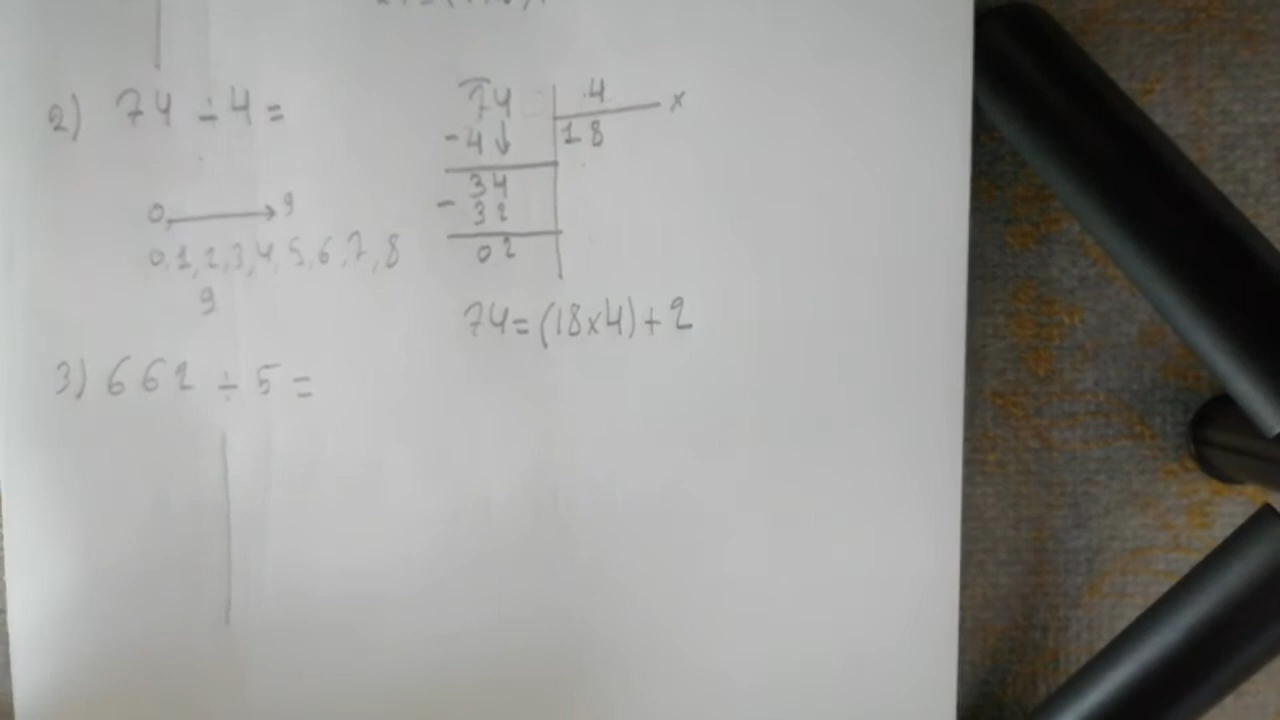 2) 74 ÷ 4 =
74 4 x
- 4 ↓ 18
34
- 32
02
0 → 9
0,1,2,3,4,5,6,7,8
9
74=(18x4)+2
3) 662 ÷ 5 =